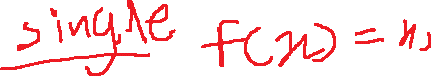 single f(x) = x,